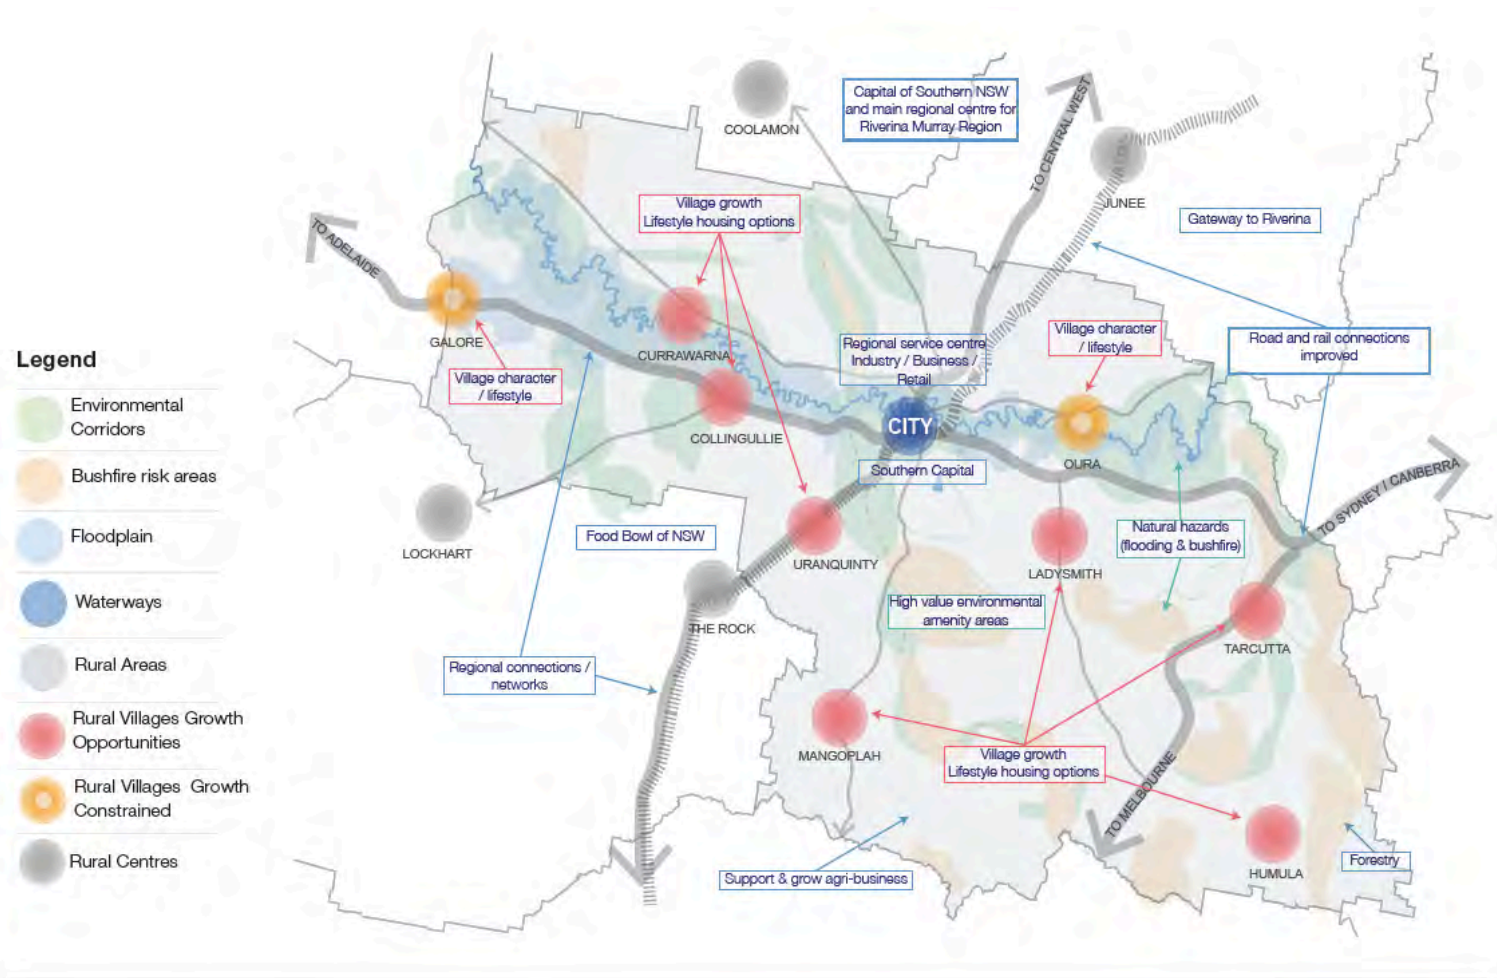 COOLAMON
Capital of Southern NSW
and main regional centre for
Riverina Murray Region
TO CENTRAL WEST
JUNEE
Gateway to Riverina
Village growth
Lifestyle housing options
TO ADELAIDE
GALORE
CURRAWARNA
Regional service centre
Industry / Business /
Retail
Village character
/ lifestyle
Road and rail connections
improved
Legend
Environmental
Corridors
Bushfire risk areas
Floodplain
Waterways
Rural Areas
Rural Villages Growth
Opportunities
Rural Villages Growth
Constrained
Rural Centres
Village character
/ lifestyle
COLLINGULLIE
CITY
Southern Capital
OURA
TO SYDNEY / CANBERRA
LOCKHART
Food Bowl of NSW
URANQUINTY
LADYSMITH
Natural hazards
(flooding & bushfire)
High value environmental
amenity areas
THE ROCK
TARCUTTA
Regional connections /
networks
MANGOPLAH
Village growth
Lifestyle housing options
TO MELBOURNE
HUMULA
Forestry
Support & grow agri-business